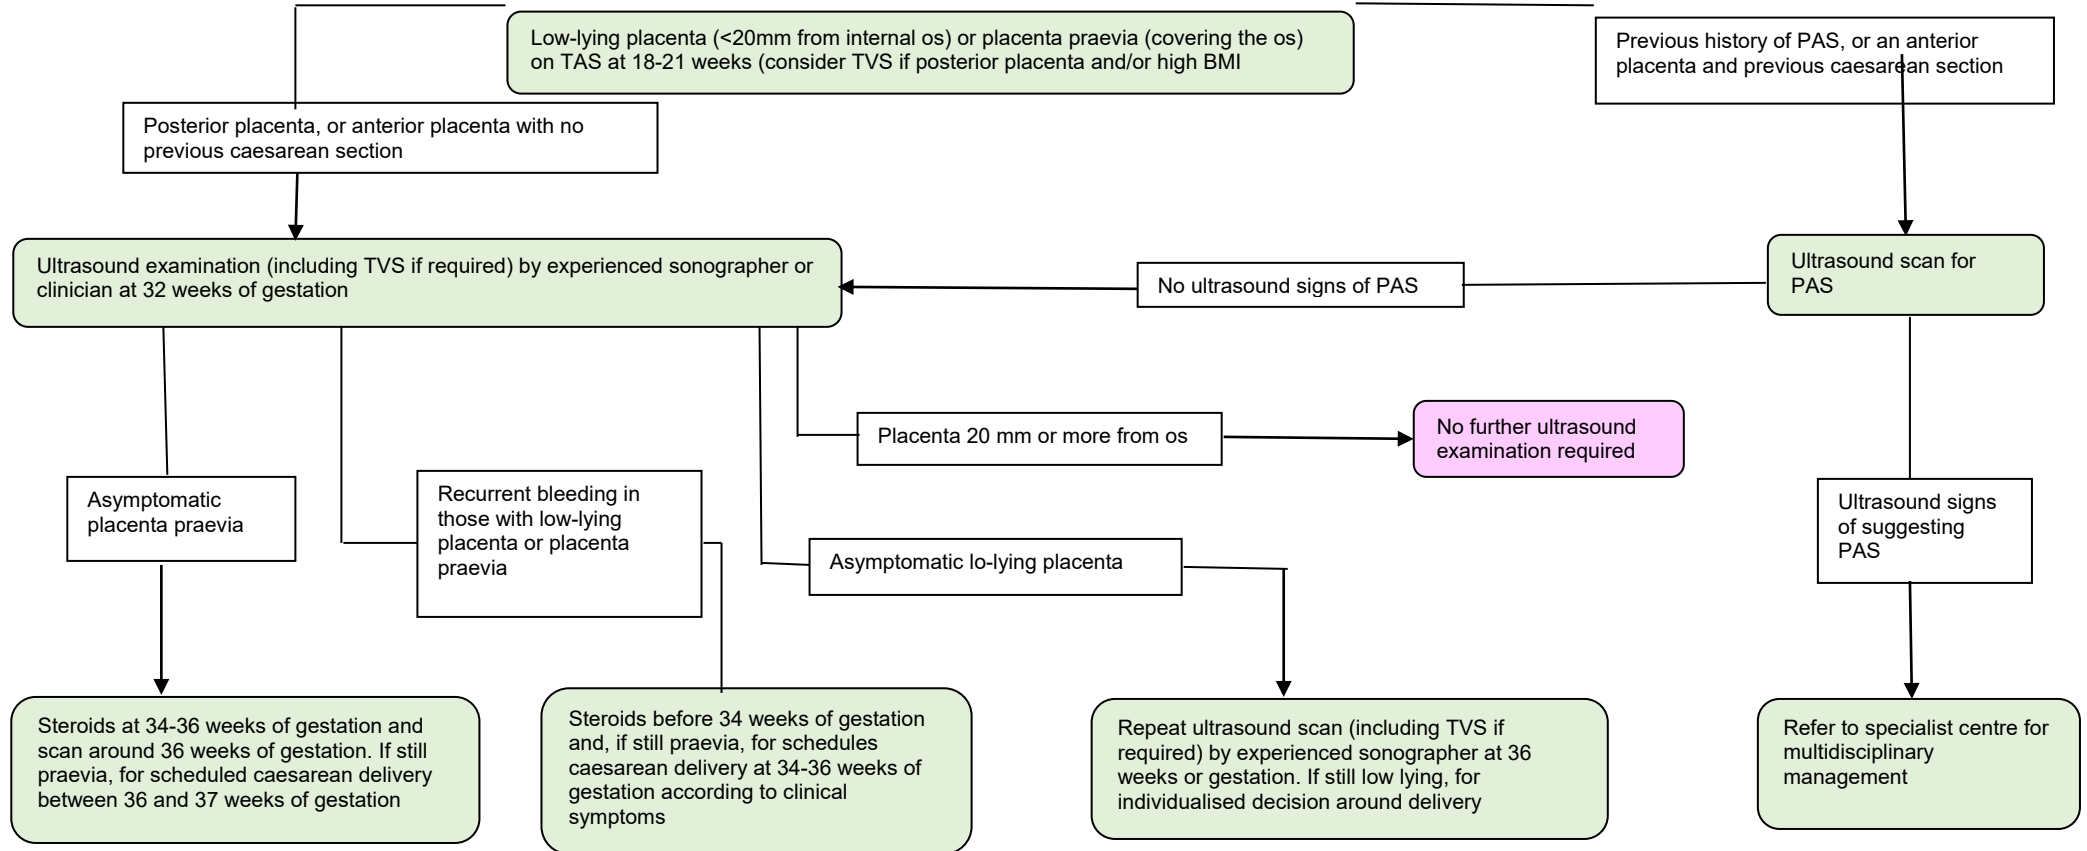 Low-lying placenta (<20mm from internal os) or placenta praevia (covering the os)
on TAS at 18-21 weeks (consider TVS if posterior placenta and/or high BMI
Previous history of PAS, or an anterior
placenta and previous caesarean section
Posterior placenta, or anterior placenta with no
previous caesarean section
Ultrasound examination (including TVS if required) by experienced sonographer or
clinician at 32 weeks of gestation
No ultrasound signs of PAS
Ultrasound scan for
PAS
Placenta 20 mm or more from os
No further ultrasound
examination required
Asymptomatic
placenta praevia
Recurrent bleeding in
those with low-lying
placenta or placenta
praevia
Asymptomatic lo-lying placenta
Ultrasound signs
of suggesting
PAS
Steroids at 34-36 weeks of gestation and
scan around 36 weeks of gestation. If still
praevia, for scheduled caesarean delivery
between 36 and 37 weeks of gestation
Steroids before 34 weeks of gestation
and, if still praevia, for schedules
caesarean delivery at 34-36 weeks of
gestation according to clinical
symptoms
Repeat ultrasound scan (including TVS if
required) by experienced sonographer at 36
weeks or gestation. If still low lying, for
individualised decision around delivery
Refer to specialist centre for
multidisciplinary
management